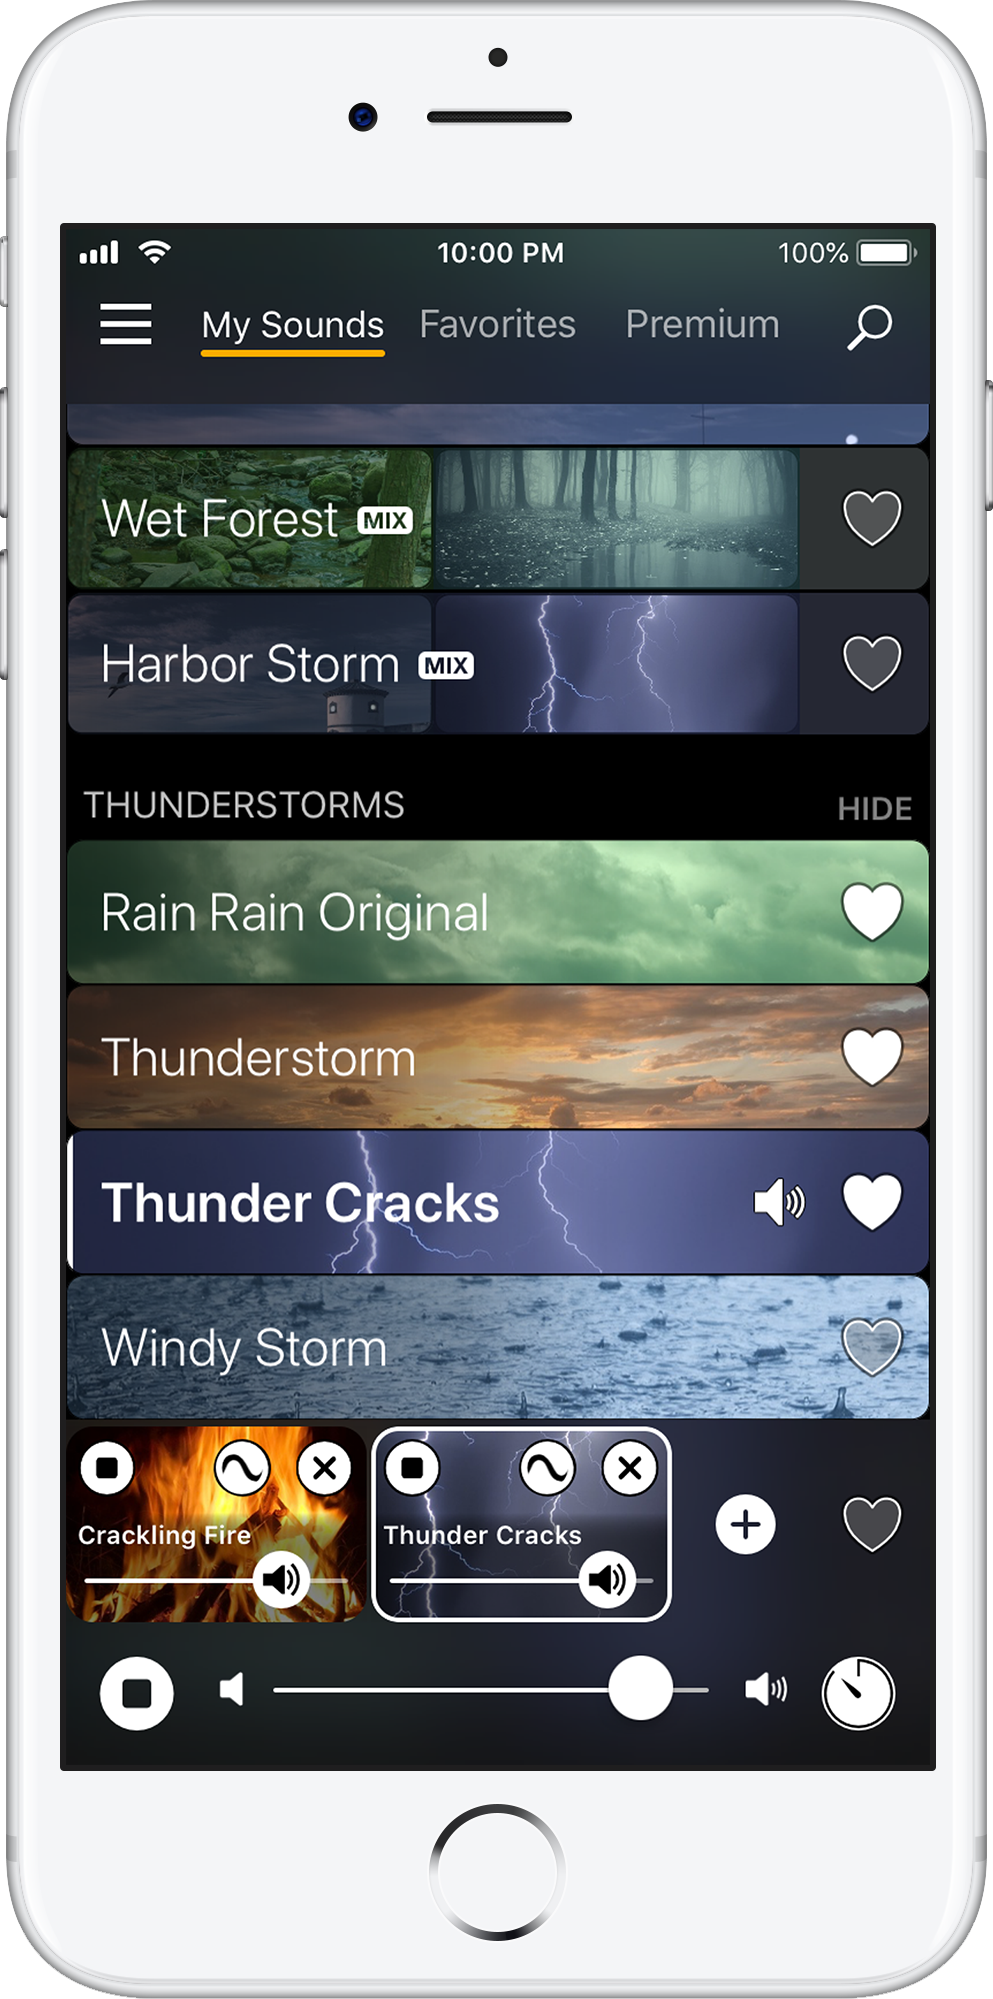 10:00 PM 100%
My Sounds Favorites Premium
Wet Forest MIX
Harbor Storm MIX
THUNDERSTORMS HIDE
Rain Rain Original
Thunderstorm
Thunder Cracks
Windy Storm
Crackling Fire Thunder Cracks